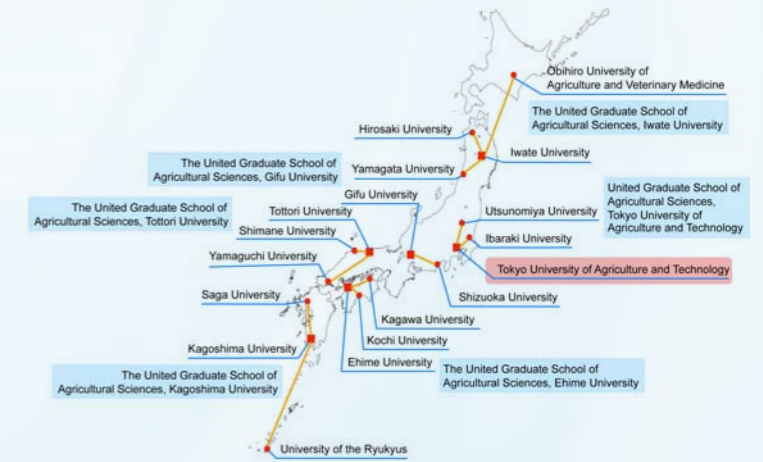 Obihiro University of
Agriculture and Veterinary Medicine
The United Graduate School of
Agricultural Sciences, Iwate University
Hirosaki University
Iwate University
The United Graduate School of
Agricultural Sciences, Gifu University
Yamagata University
Gifu University
United Graduate School of
Agricultural Sciences,
Tokyo University of
Agriculture and Technology
The United Graduate School of
Agricultural Sciences, Tottori University
Tottori University
Utsunomiya University
Shimane University
Ibaraki University
Yamaguchi University
Tokyo University of Agriculture and Technology
Saga University
Shizuoka University
Kagawa University
Kochi University
Kagoshima University
Ehime University
The United Graduate School of
Agricultural Sciences, Ehime University
The United Graduate School of
Agricultural Sciences, Kagoshima University
University of the Ryukyus